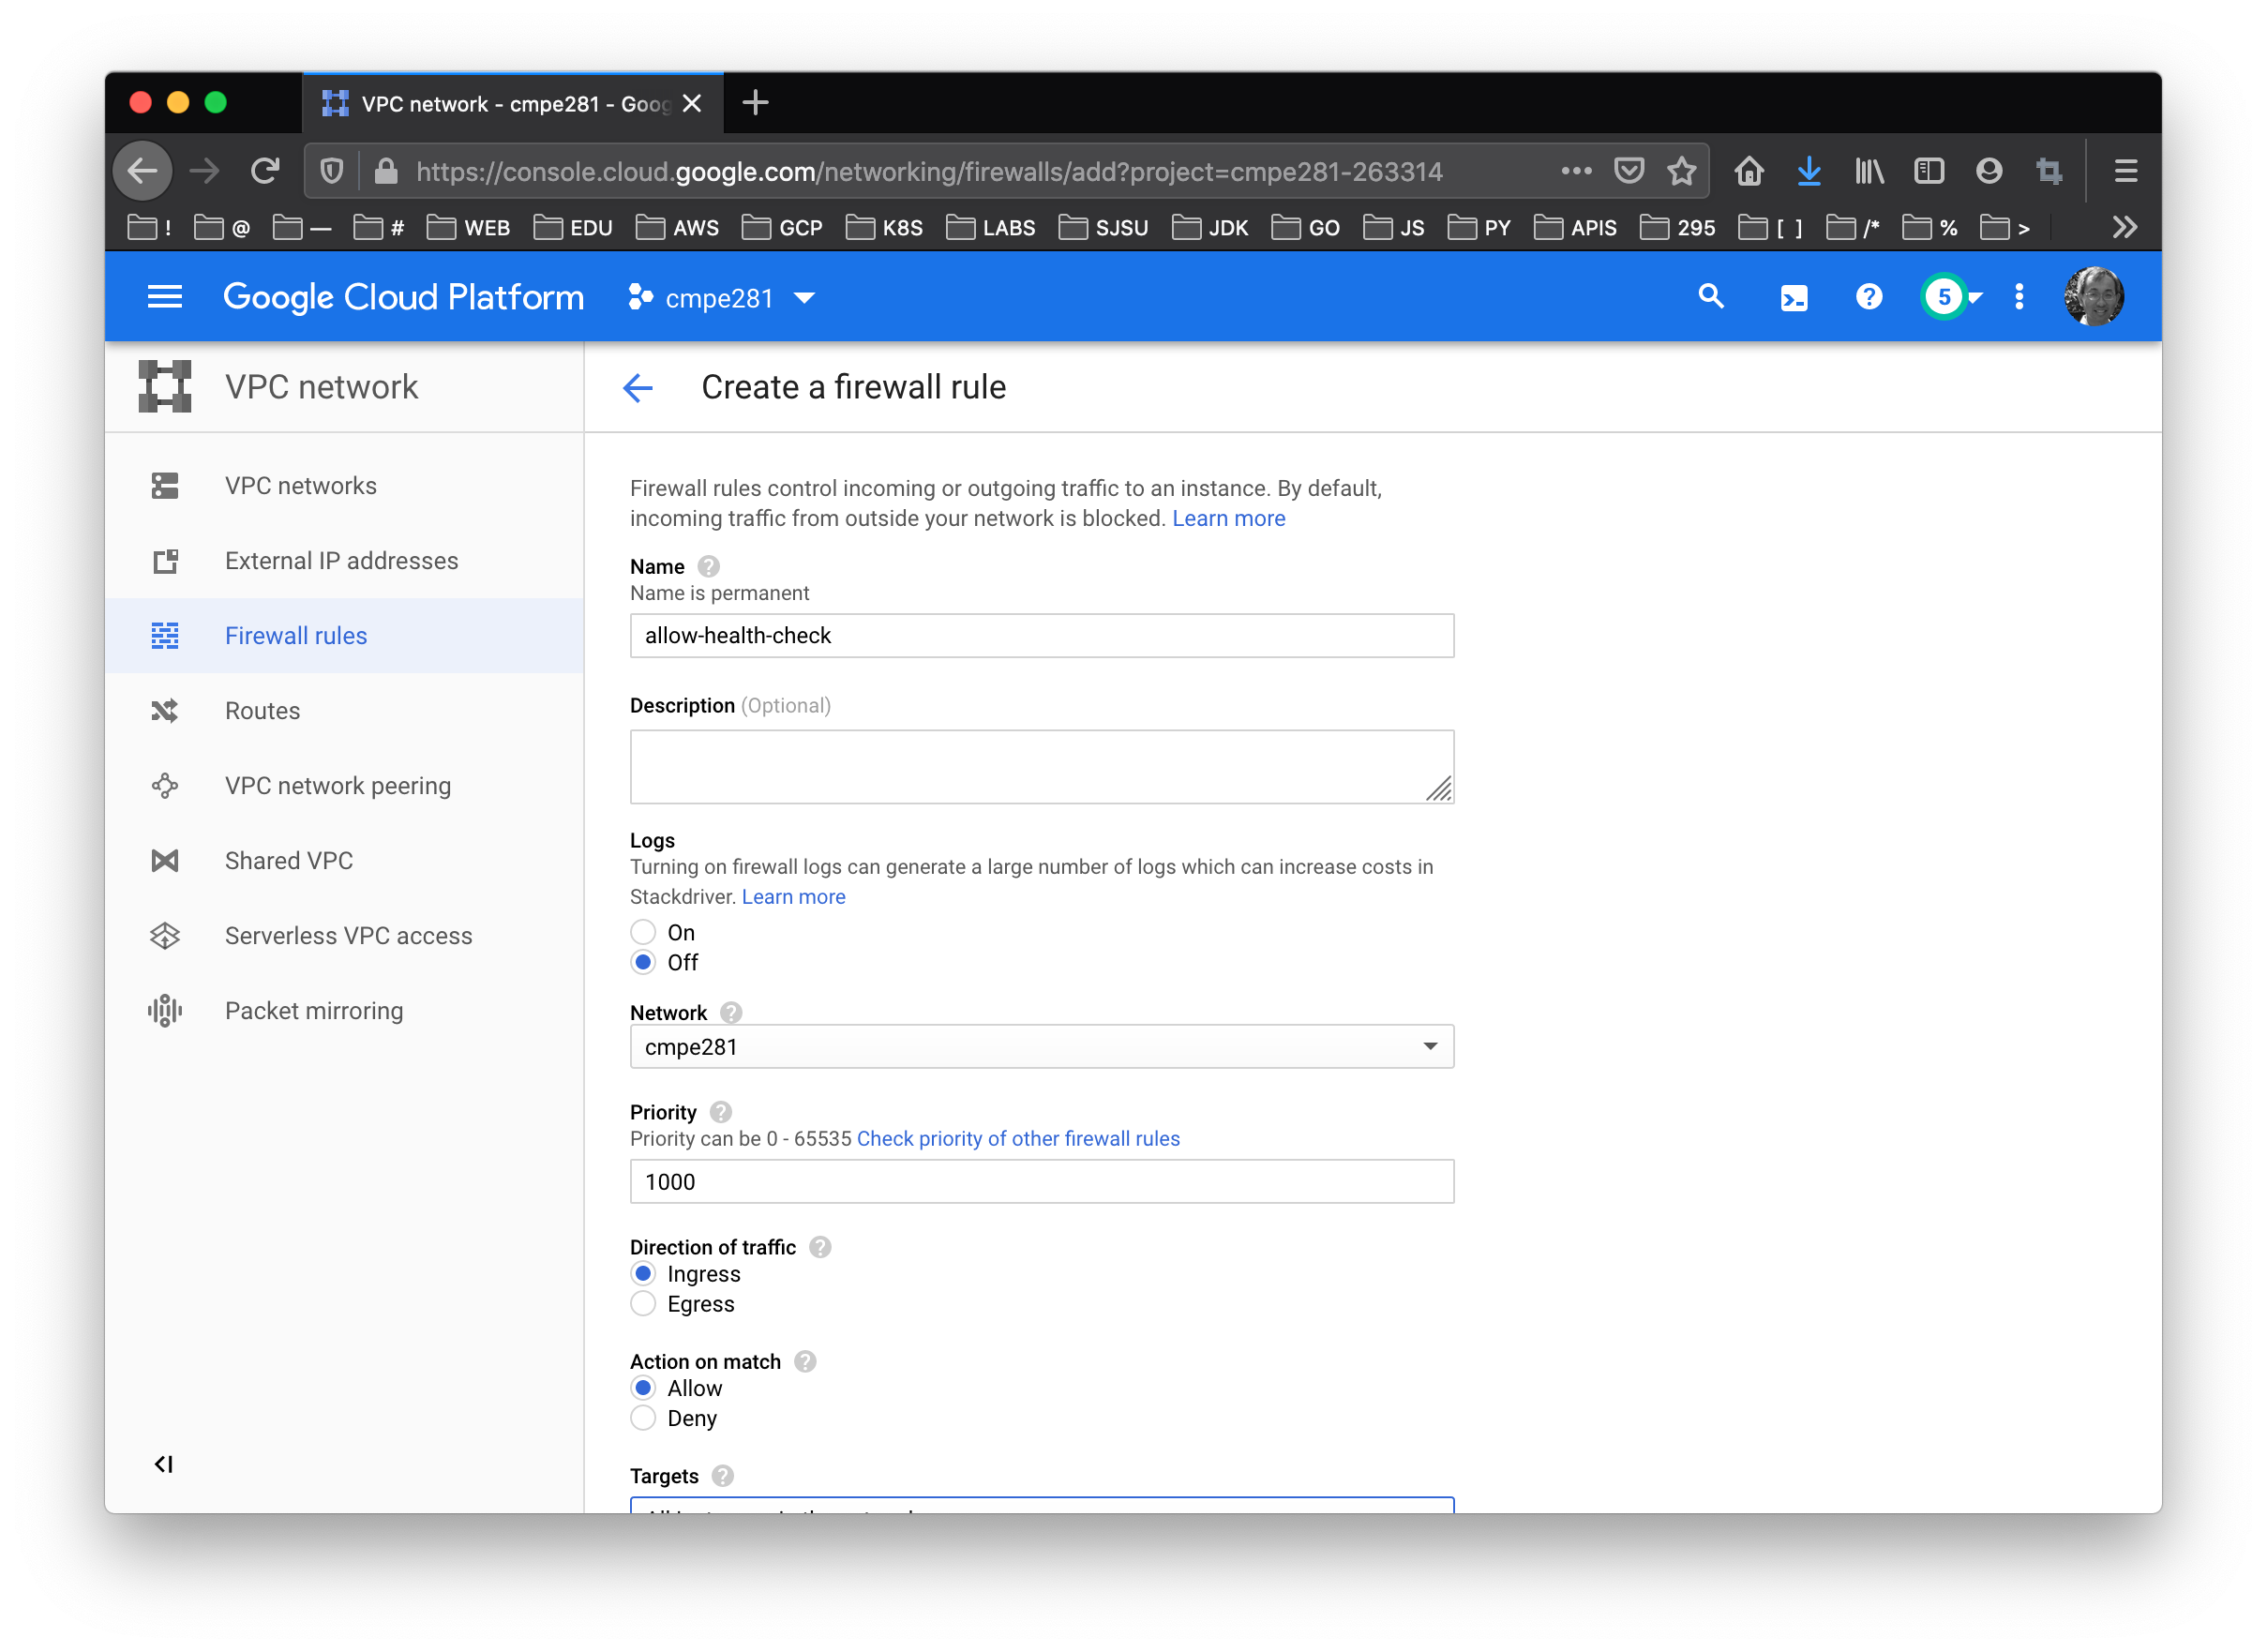 VPC network - cmpe281 - Goog
https://console.cloud.google.com/networking/firewalls/add?project=cmpe281-263314
! @ — # WEB EDU AWS GCP K8S LABS SJSU JDK GO JS PY APIS 295 [ ] /* % >
Google Cloud Platform cmpe281 5
VPC network
VPC networks
External IP addresses
Firewall rules
Routes
VPC network peering
Shared VPC
Serverless VPC access
Packet mirroring
Create a firewall rule
Firewall rules control incoming or outgoing traffic to an instance. By default,
incoming traffic from outside your network is blocked. Learn more
Name
Name is permanent
allow-health-check
Description (Optional)
Logs
Turning on firewall logs can generate a large number of logs which can increase costs in
Stackdriver. Learn more
On
Off
Network
cmpe281
Priority
Priority can be 0 - 65535 Check priority of other firewall rules
1000
Direction of traffic
Ingress
Egress
Action on match
Allow
Deny
Targets